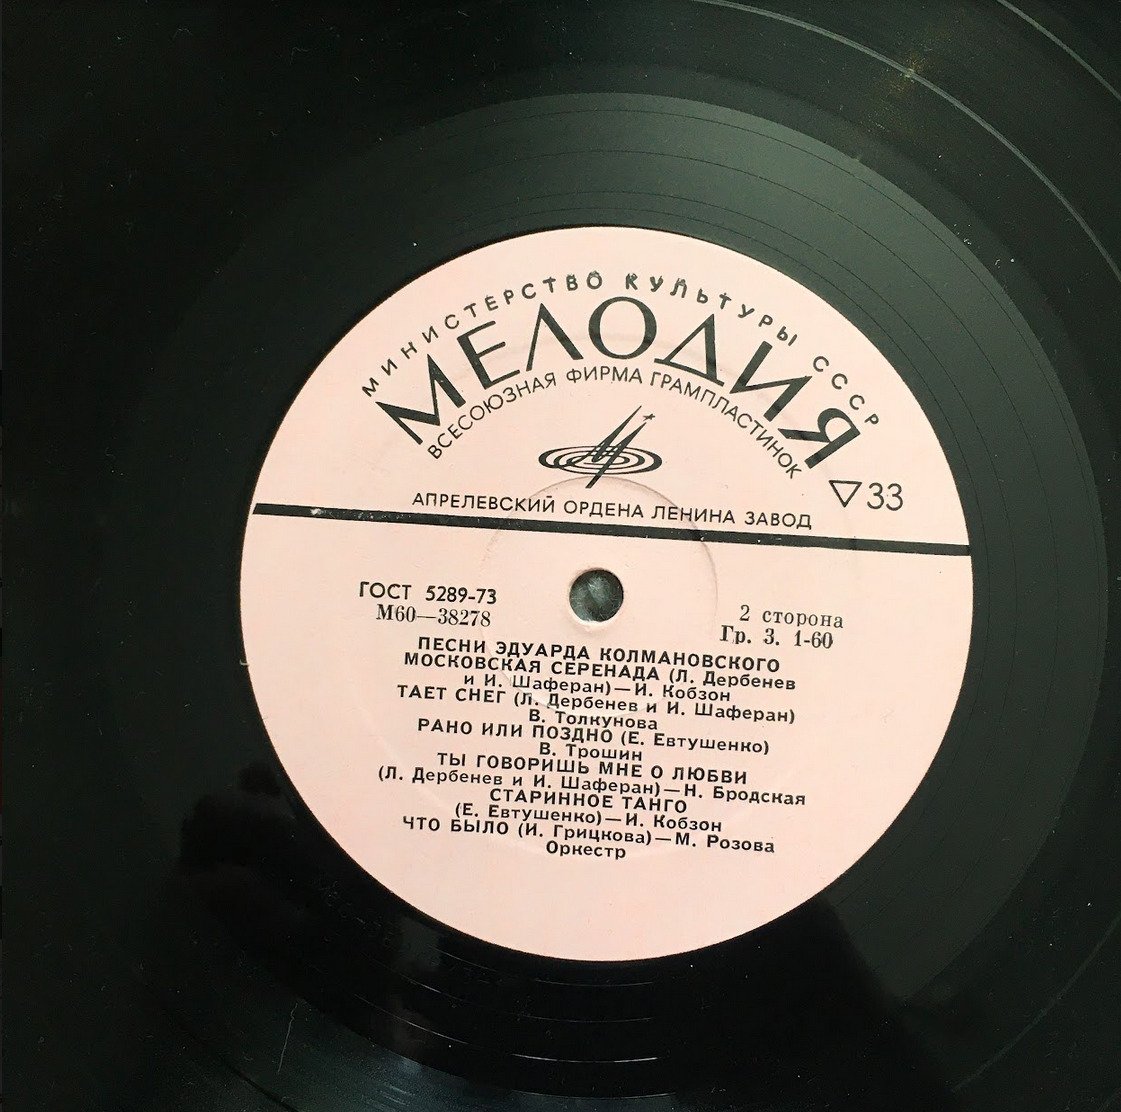 МИНИСТЕРСТВО КУЛЬТУРЫ СССР
МЕЛОДИЯ
ВСЕСОЮЗНАЯ ФИРМА ГРАМПЛАСТИНОК
▽33
АПРЕЛЕВСКИЙ ОРДЕНА ЛЕНИНА ЗАВОД
ГОСТ 5289-73
М60—38278
2 сторона
Гр. 3. 1-60
ПЕСНИ ЭДУАРДА КОЛМАНОВСКОГО
МОСКОВСКАЯ СЕРЕНАДА (Л. Дербенев
и И. Шаферан)—И. Кобзон
ТАЕТ СНЕГ (Л. Дербенев и И. Шаферан)
В. Толкунова
РАНО ИЛИ ПОЗДНО (Е. Евтушенко)
В. Трошин
ТЫ ГОВОРИШЬ МНЕ О ЛЮБВИ
(Л. Дербенев и И. Шаферан)—Н. Бродская
СТАРИННОЕ ТАНГО
(Е. Евтушенко)—И. Кобзон
ЧТО БЫЛО (И. Грицкова)—М. Розова
Оркестр